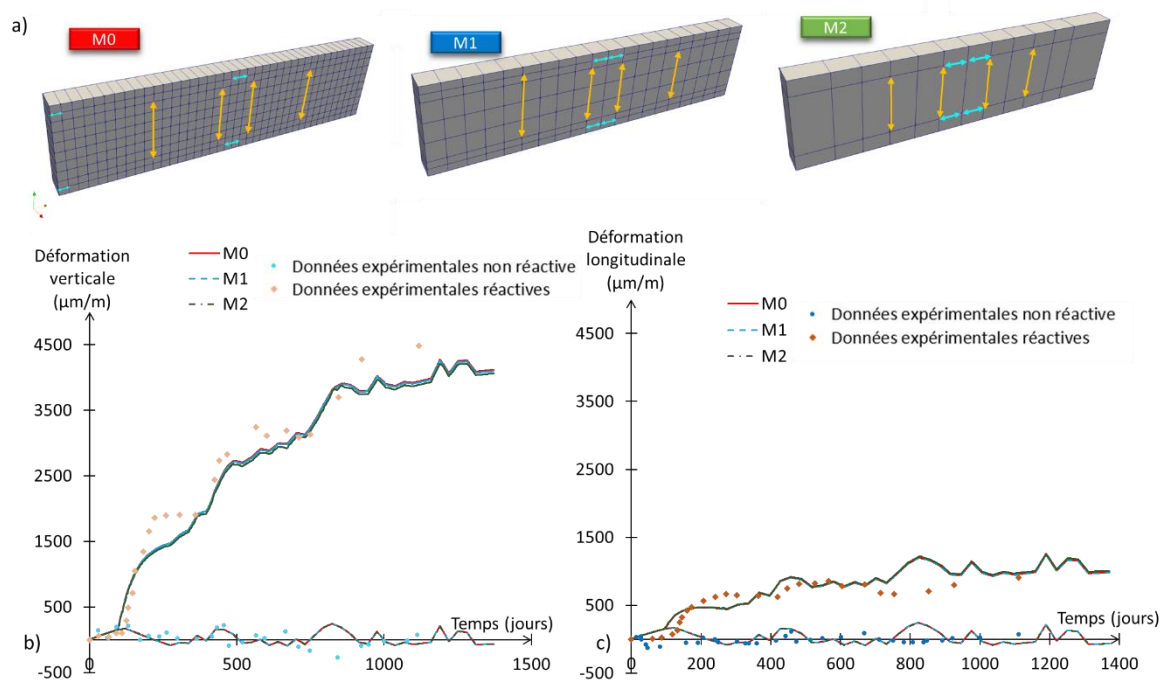 a)
M0
M1
M2
Déformation
verticale
(µm/m)
M0
M1
M2
Données expérimentales non réactive
Données expérimentales réactives
4500
3500
2500
1500
500
-500
0
500
1000
1500
Temps (jours)
b)
Déformation
longitudinale
(µm/m)
M0
M1
M2
Données expérimentales non réactive
Données expérimentales réactives
4500
3500
2500
1500
500
-500
0
200
400
600
800
1000
1200
1400
Temps (jours)
c)